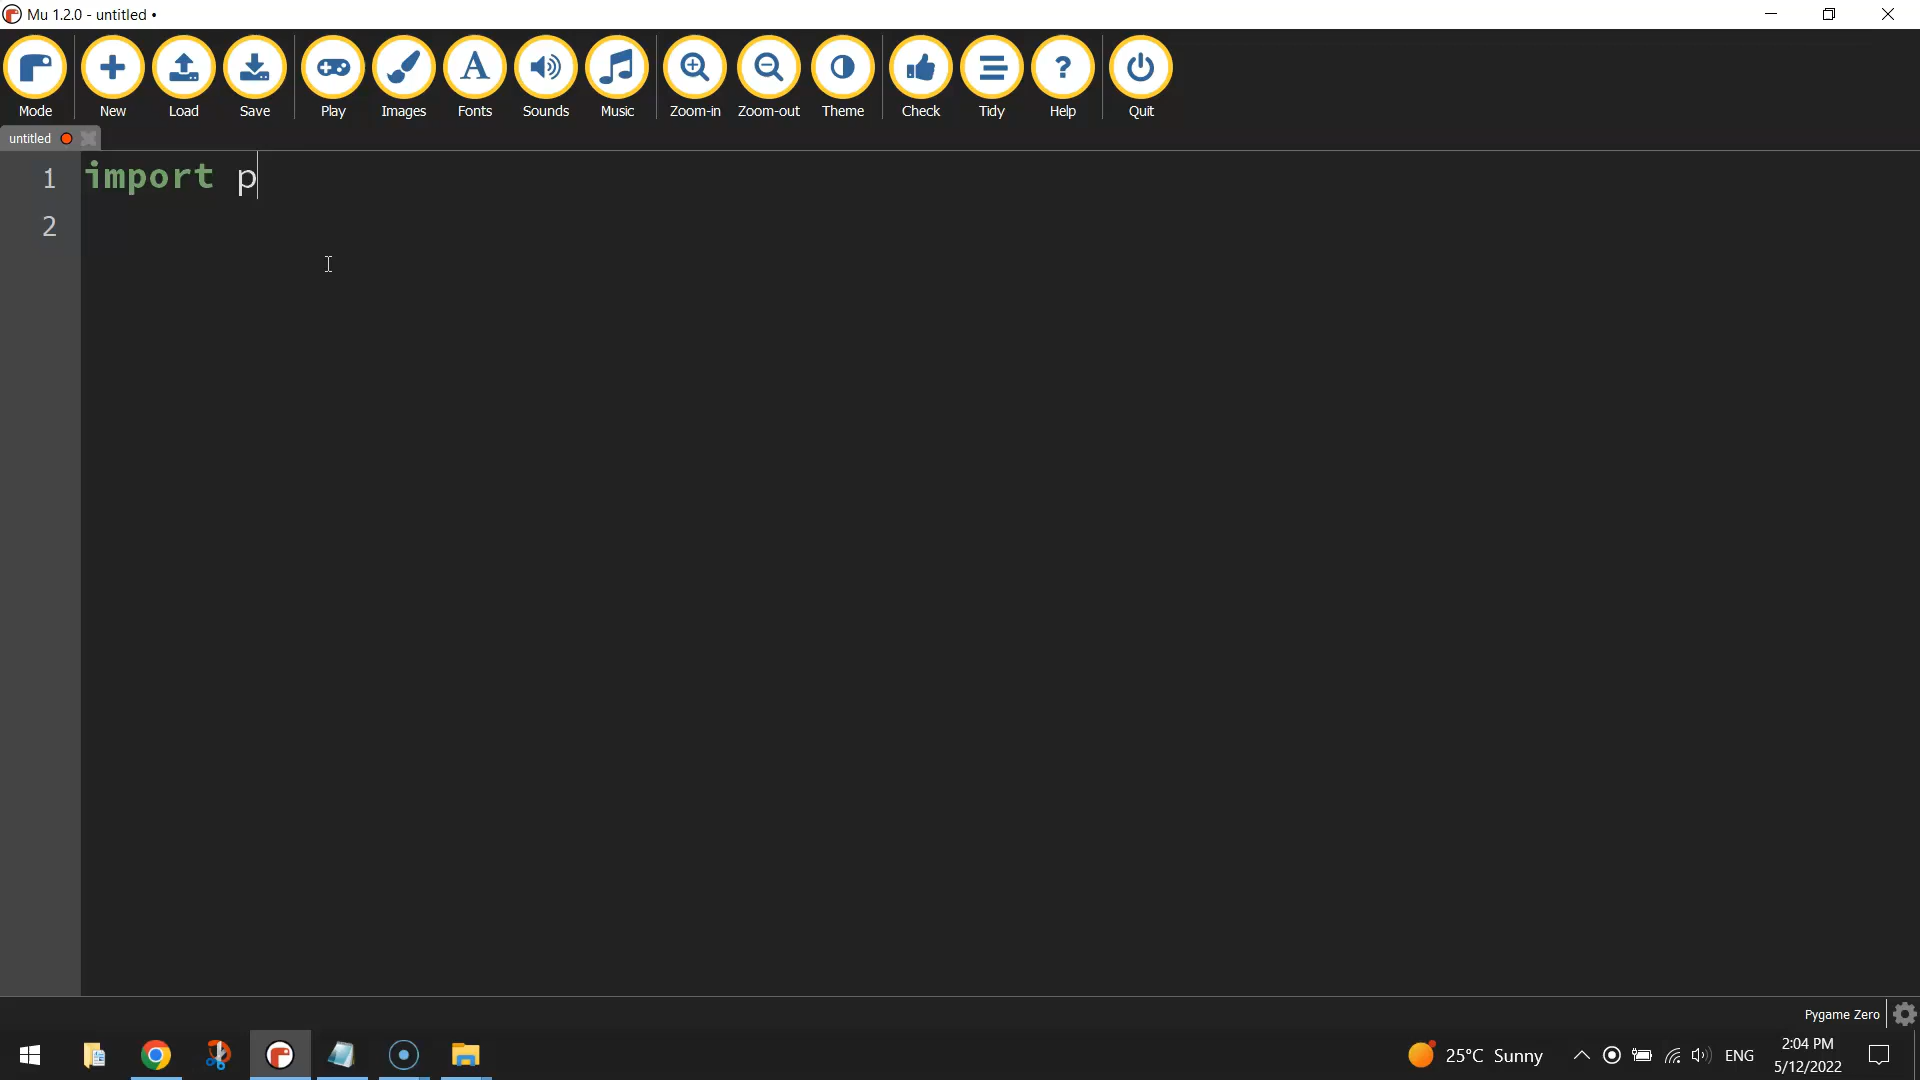 Mu 1.2.0 - untitled •
Mode New Load Save Play Images Fonts Sounds Music Zoom-in Zoom-out Theme Check Tidy Help Quit
untitled
1 import p
2
Pygame Zero
25°C Sunny ENG 2:04 PM
5/12/2022